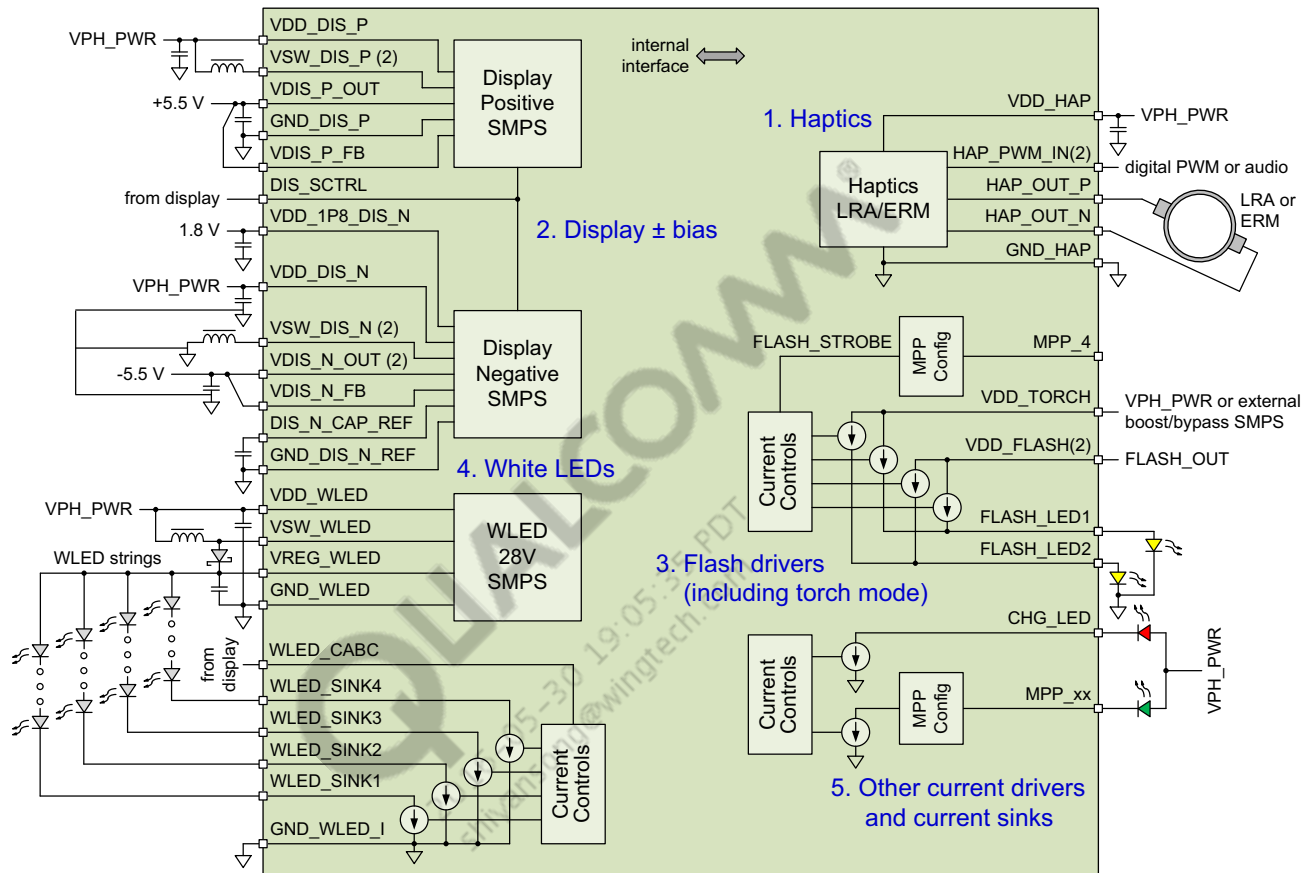 VPH_PWR
VDD_DIS_P
VSW_DIS_P (2)
+5.5 V
VDIS_P_OUT
GND_DIS_P
VDIS_P_FB
Display
Positive
SMPS
from display
DIS_SCTRL
1.8 V
VDD_1P8_DIS_N
2. Display ± bias
VPH_PWR
VDD_DIS_N
VSW_DIS_N (2)
-5.5 V
VDIS_N_OUT (2)
VDIS_N_FB
DIS_N_CAP_REF
GND_DIS_N_REF
Display
Negative
SMPS
4. White LEDs
VPH_PWR
VDD_WLED
VSW_WLED
WLED strings
VREG_WLED
GND_WLED
WLED
28V
SMPS
from
display
WLED_CABC
WLED_SINK4
WLED_SINK3
WLED_SINK2
WLED_SINK1
GND_WLED_I
Current
Controls
internal
interface
1. Haptics
VDD_HAP
VPH_PWR
Haptics
LRA/ERM
HAP_PWM_IN(2)
digital PWM or audio
HAP_OUT_P
HAP_OUT_N
LRA or
ERM
GND_HAP
FLASH_STROBE
MPP
Config
MPP_4
VDD_TORCH
VPH_PWR or external
boost/bypass SMPS
Current
Controls
VDD_FLASH(2)
FLASH_OUT
FLASH_LED1
FLASH_LED2
3. Flash drivers
(including torch mode)
CHG_LED
Current
Controls
MPP
Config
MPP_xx
VPH_PWR
5. Other current drivers
and current sinks
QUALCOMM®
19:05:35 PDT